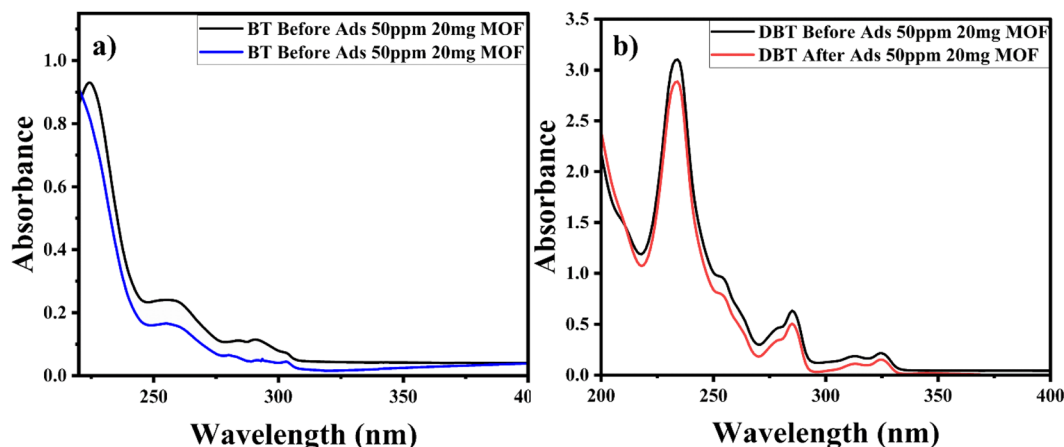 a)
BT Before Ads 50ppm 20mg MOF
BT Before Ads 50ppm 20mg MOF
Absorbance
1.0
0.8
0.6
0.4
0.2
0.0
250
300
350
40
Wavelength (nm)
b)
DBT Before Ads 50ppm 20mg MOF
DBT After Ads 50ppm 20mg MOF
Absorbance
3.5
3.0
2.5
2.0
1.5
1.0
0.5
0.0
200
250
300
350
400
Wavelength (nm)